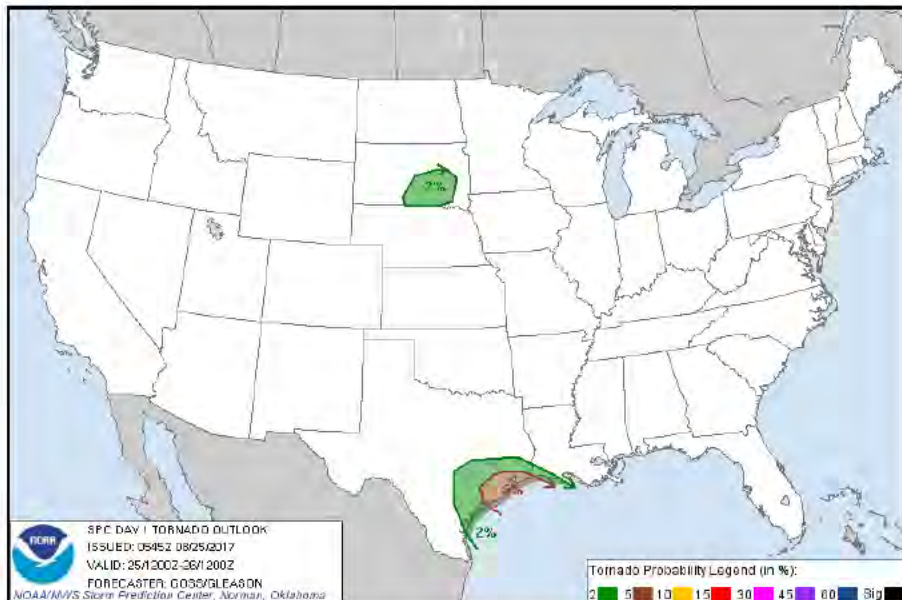 2%
5%
2%
NOAA
SPC DAY 1 TORNADO OUTLOOK
ISSUED: 0545Z 08/25/2017
VALID: 25/1200Z-26/1200Z
FORECASTER: GOSS/GLEASON
NOAA/NWS Storm Prediction Center, Norman, Oklahoma
Tornado Probability Legend (in %):
2 5 10 15 30 45 60 Sig